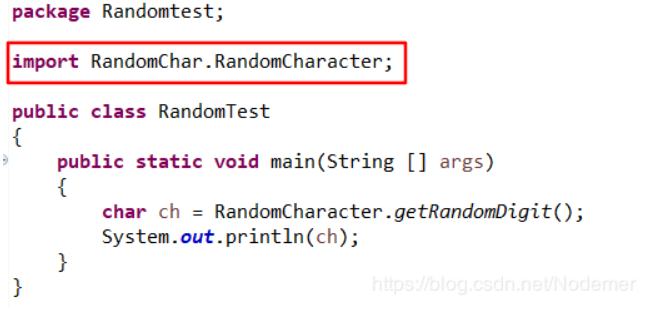 package Randomtest;
import RandomChar.RandomCharacter;
public class RandomTest
{
    public static void main(String [] args)
    {
        char ch = RandomCharacter.getRandomDigit();
        System.out.println(ch);
    }
}
https://blog.csdn.net/Nodemer